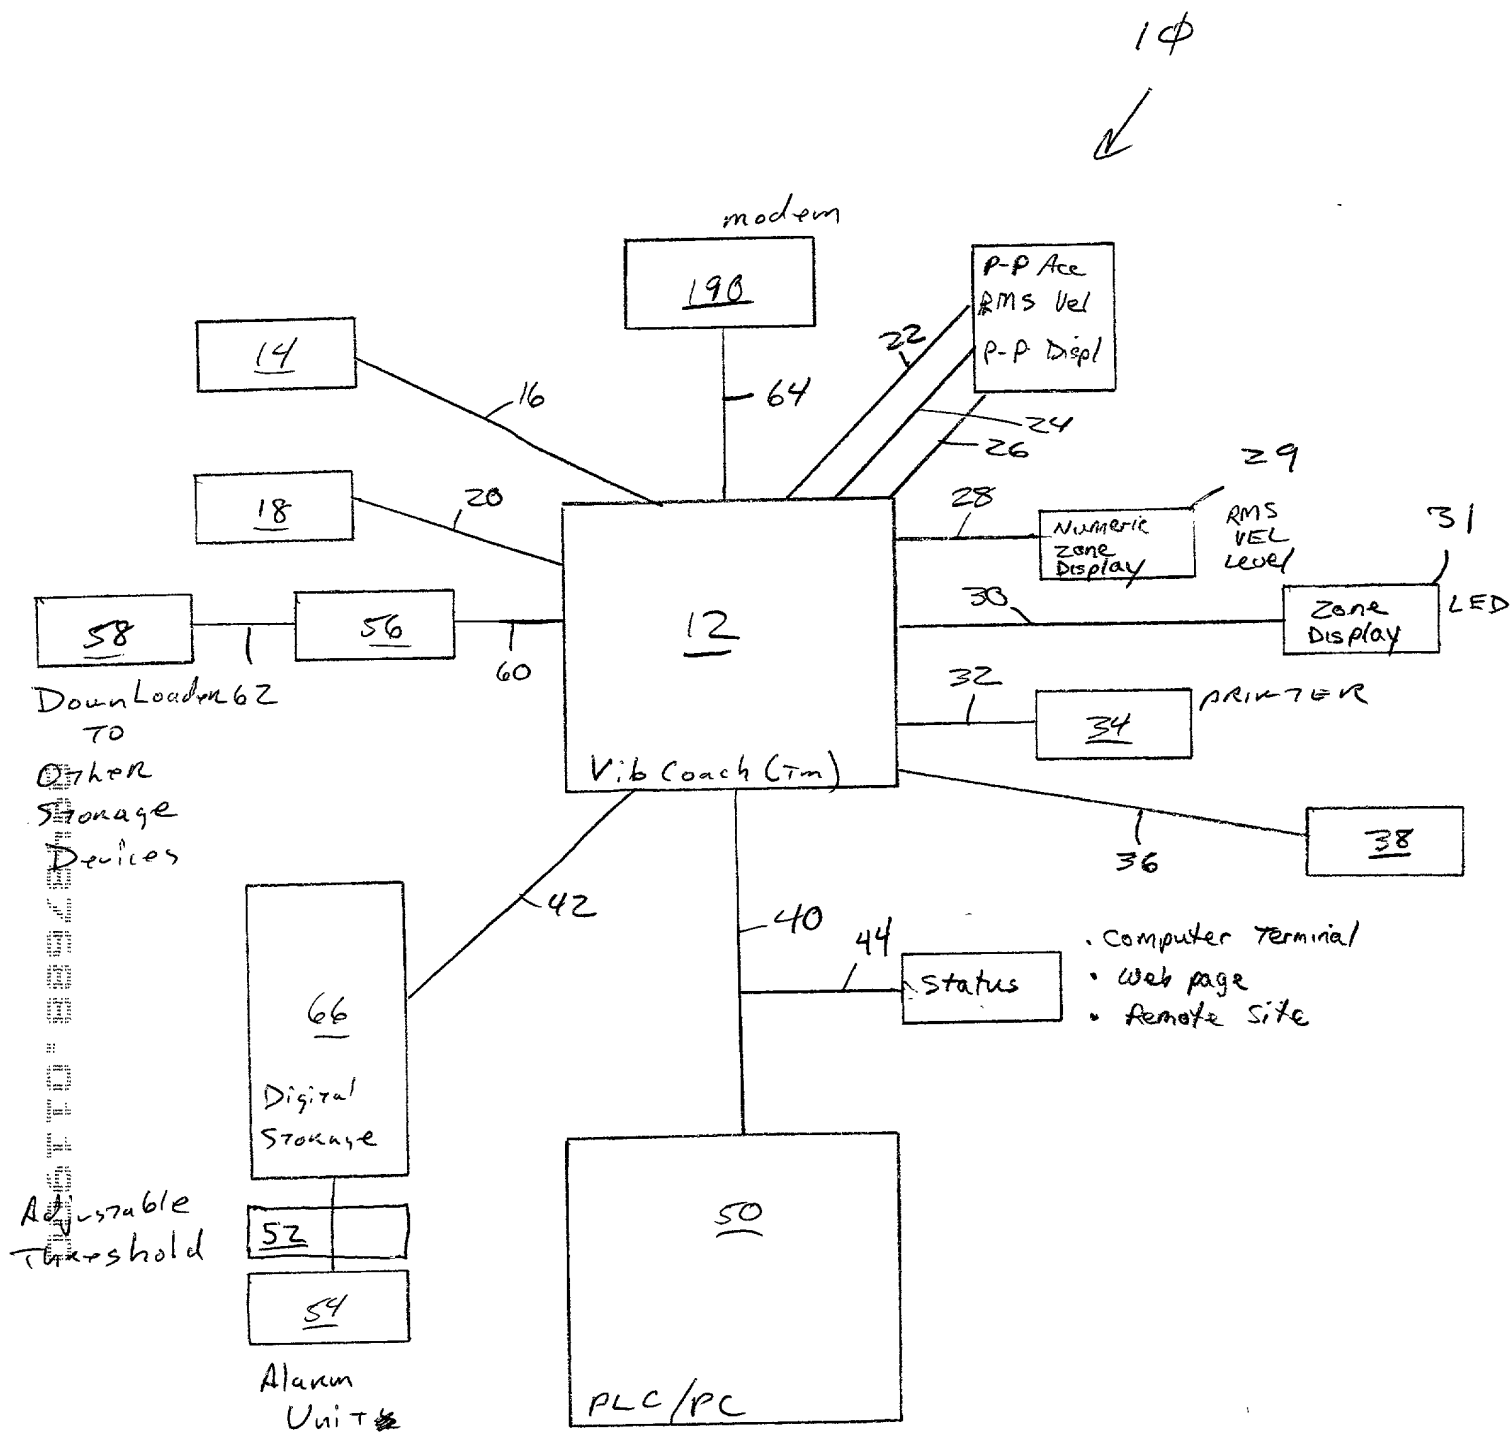 10
modem
190
P-P Acc
RMS Vel
P-P Displ
22
14
16
64
24
26
29
18
20
28
Numeric
Zone
Display
RMS
VEL
Level
31
58
56
12
30
Zone
Display
LED
60
62
DownLoader
TO
Other
Storage
Devices
32
34
PRINTER
Vib Coach (Tm)
36
38
42
40
44
Status
. Computer Terminal
• Web page
• Remote Site
66
Digital
Storage
Adjustable
Threshold
52
50
54
Alarm
Unit
PLC/PC